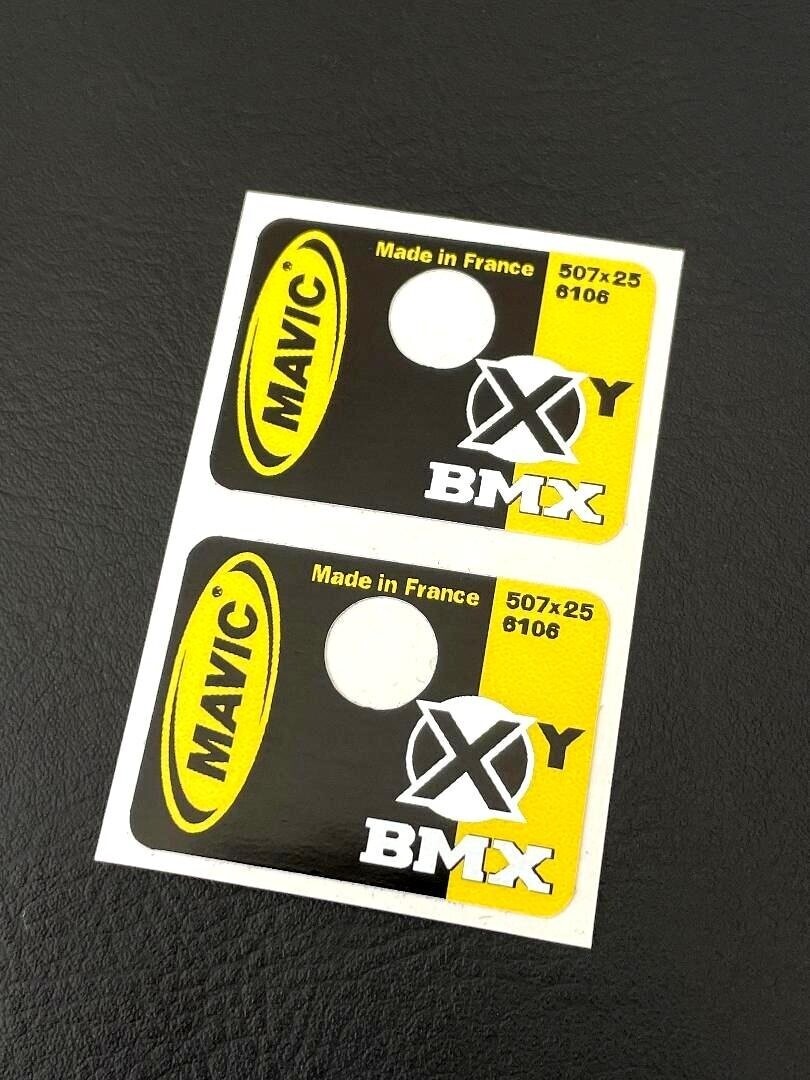 MAVIC
Made in France
507x25
6106
X Y
BMX
MAVIC
Made in France
507x25
6106
X Y
BMX